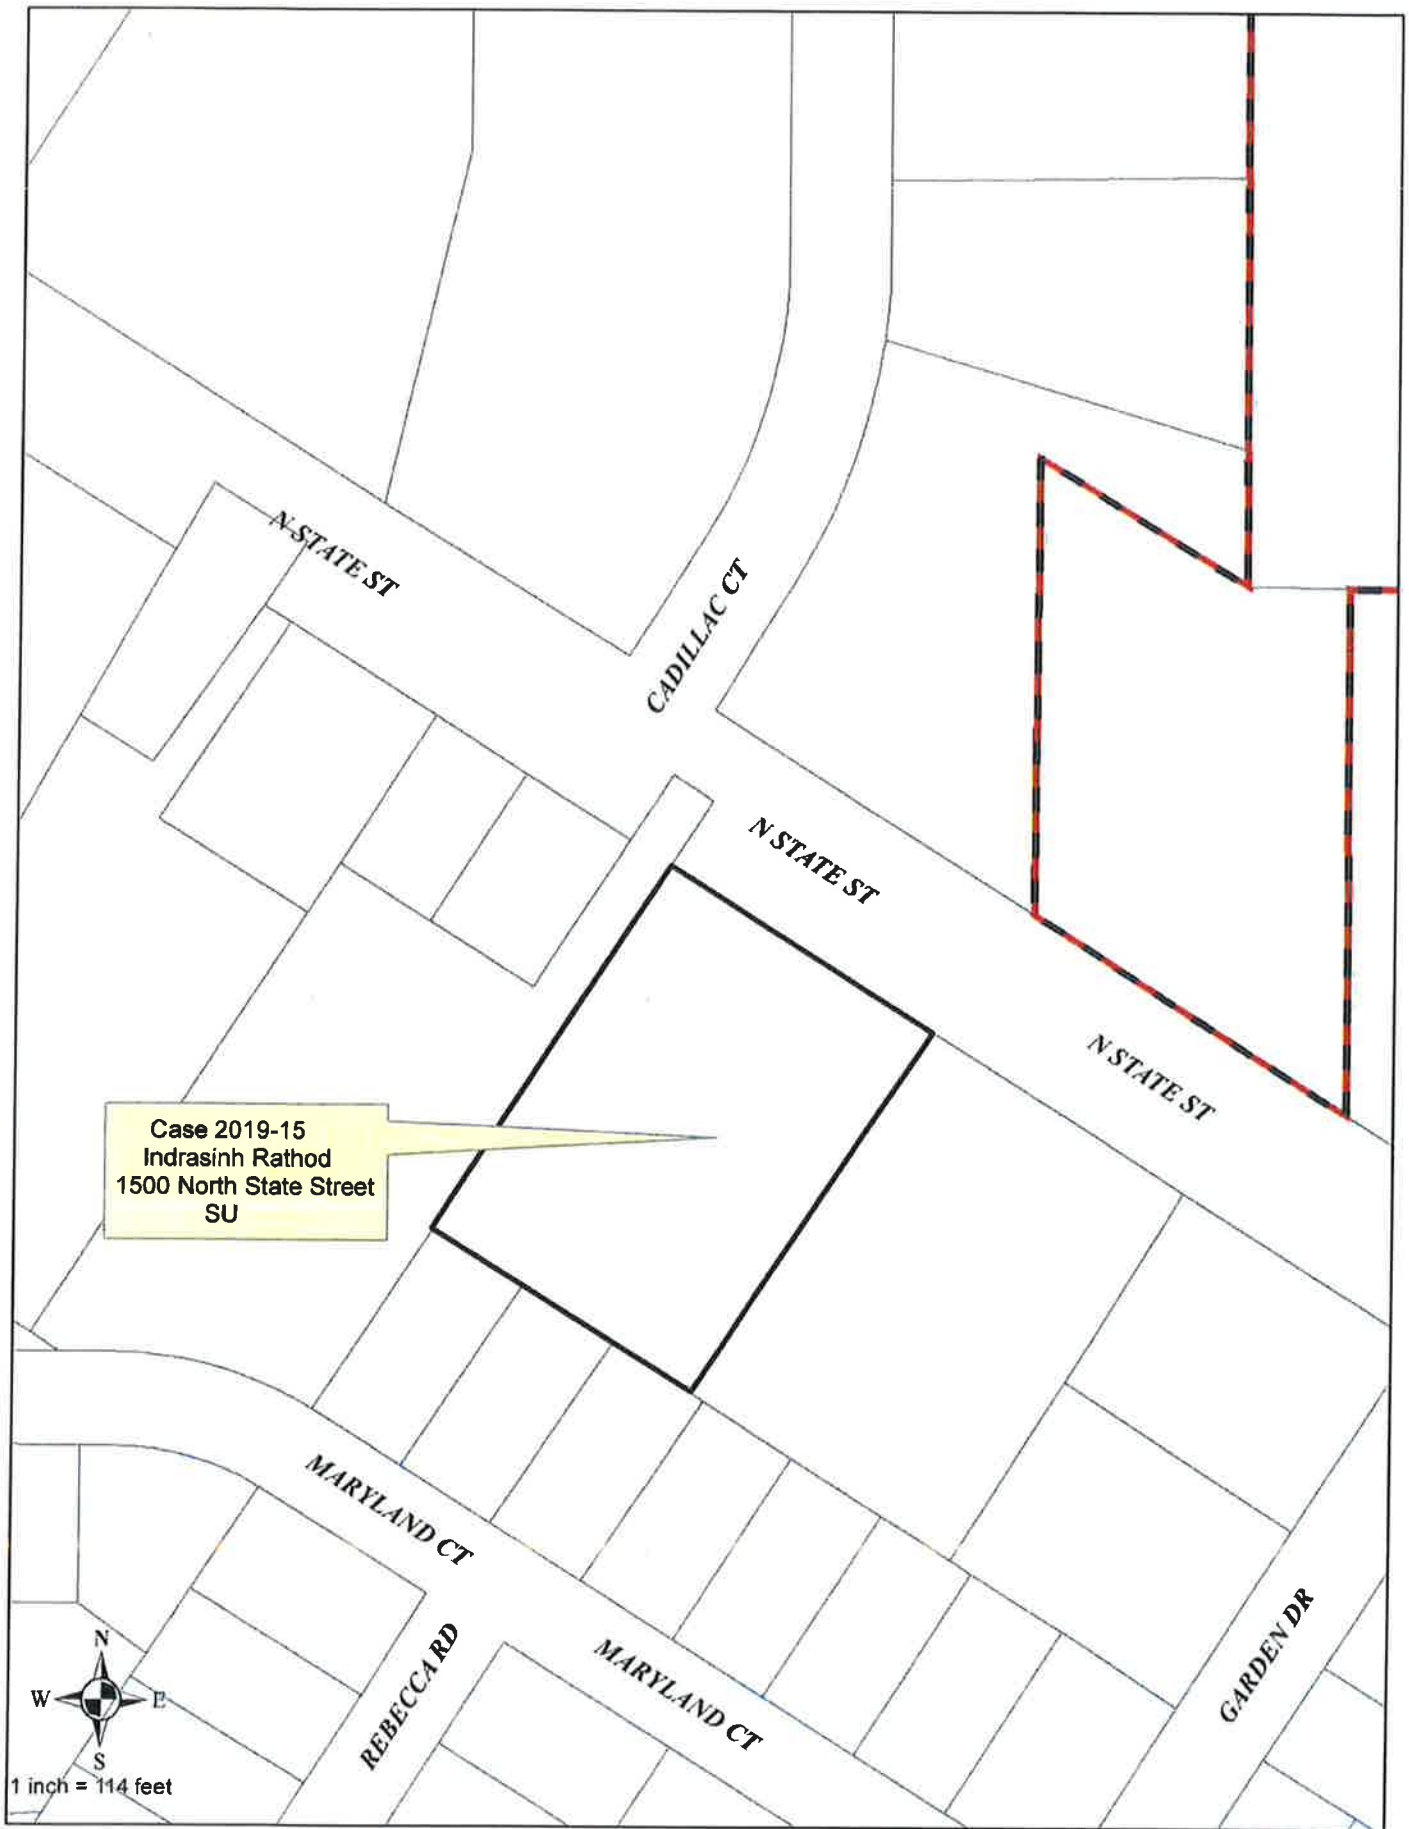 N STATE ST
CADILLAC CT
N STATE ST
N STATE ST
Case 2019-15
Indrasinh Rathod
1500 North State Street
SU
MARYLAND CT
REBECCA RD
MARYLAND CT
GARDEN DR
N
W E
S
1 inch = 114 feet